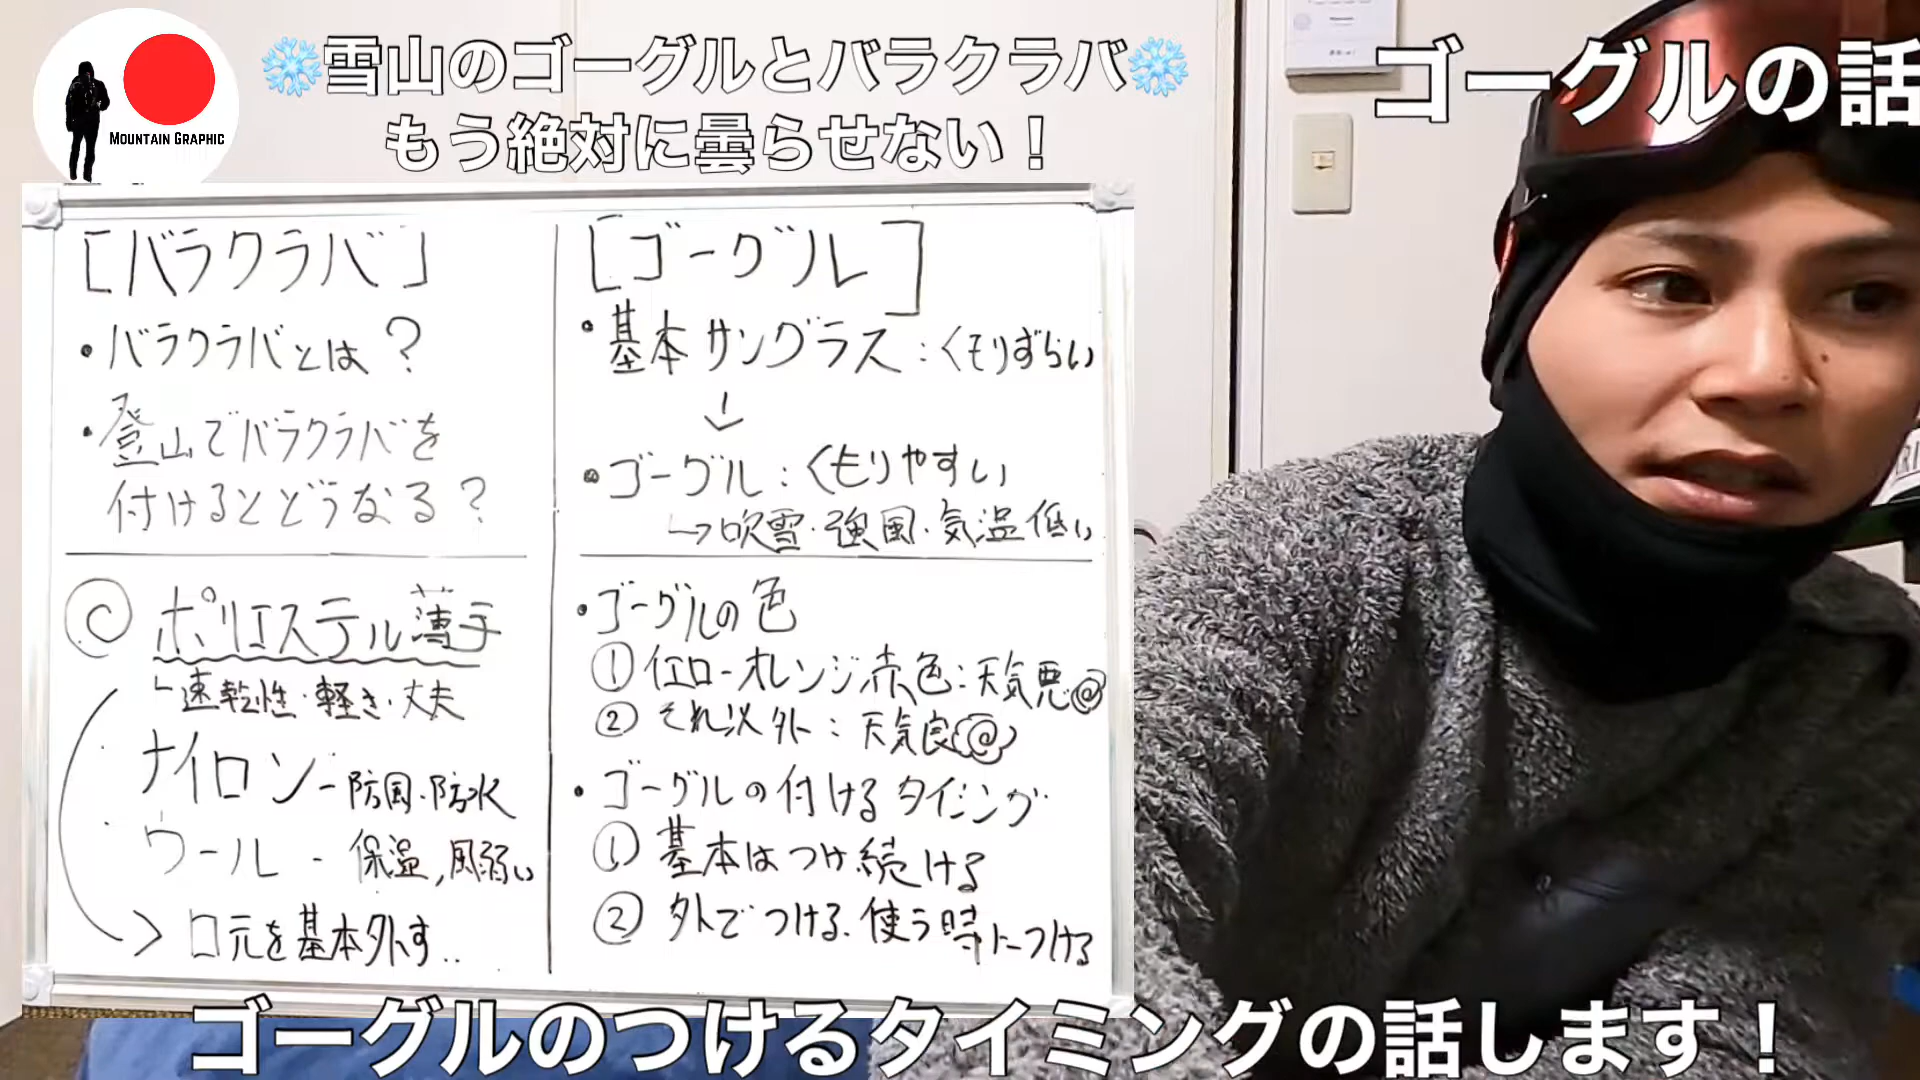 ❄雪山のゴーグルとバラクラバ❄
もう絶対に曇らせない！
ゴーグルの話
MOUNTAIN GRAPHIC
[バラクラバ]
・バラクラバとは？
・登山でバラクラバを
付けるとどうなる？
◎ ポリエステル薄手
└速乾性・軽き・丈夫
ナイロン - 防風・防水
ウール - 保温,風弱い
> 口元を基本外す..
[ゴーグル]
・基本サングラス：くもりずらい
↓
・ゴーグル：くもりやすい
↳吹雪・強風・気温低い
・ゴーグルの色
①イエローオレンジ赤色：天気悪◎
②それ以外：天気良◎
・ゴーグルの付けるタイミング
①基本はつけ続ける
②外でつける.使う時につける
ゴーグルのつけるタイミングの話します！